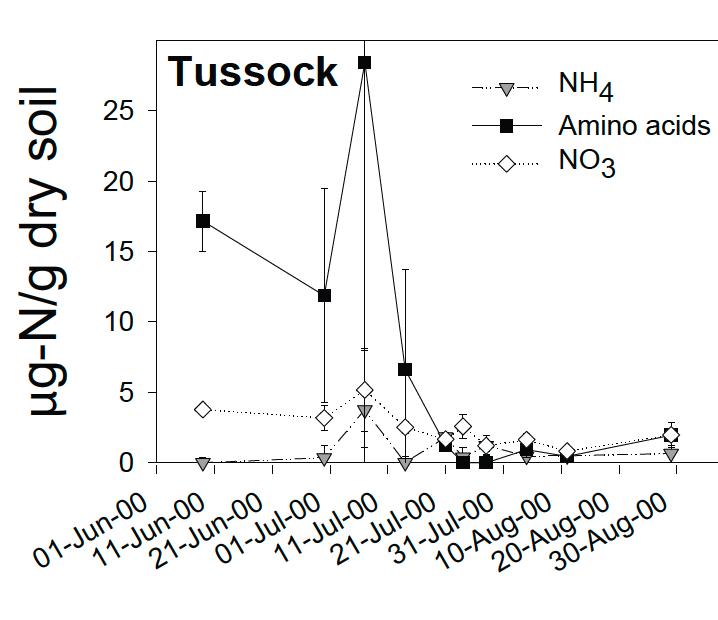 Tussock
NH4
Amino acids
NO3
µg-N/g dry soil
25
20
15
10
5
0
01-Jun-00
11-Jun-00
21-Jun-00
01-Jul-00
11-Jul-00
21-Jul-00
31-Jul-00
10-Aug-00
20-Aug-00
30-Aug-00